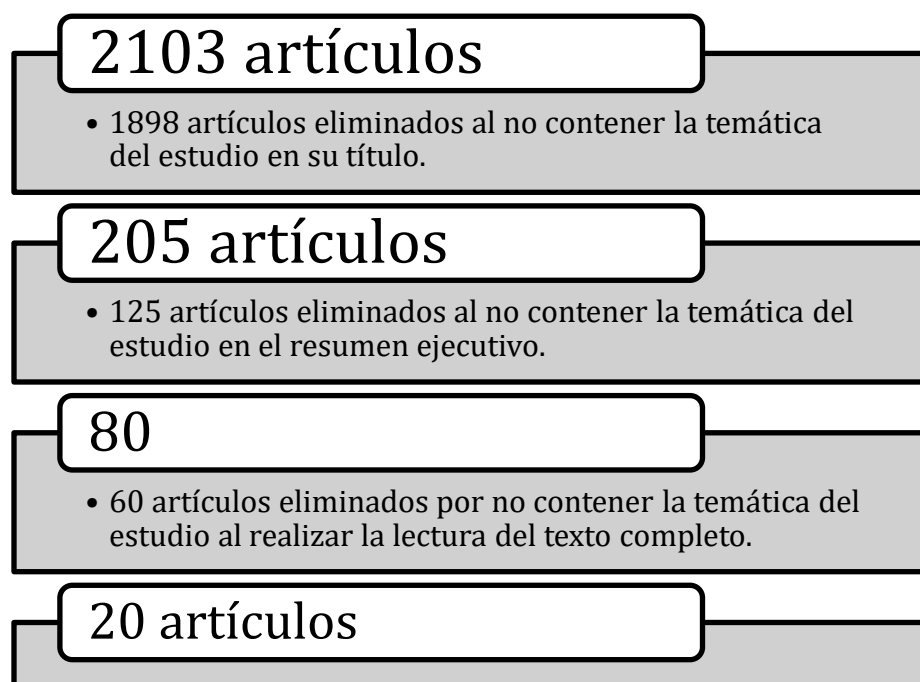 2103 artículos
• 1898 artículos eliminados al no contener la temática
del estudio en su título.
205 artículos
• 125 artículos eliminados al no contener la temática del
estudio en el resumen ejecutivo.
80
• 60 artículos eliminados por no contener la temática del
estudio al realizar la lectura del texto completo.
20 artículos